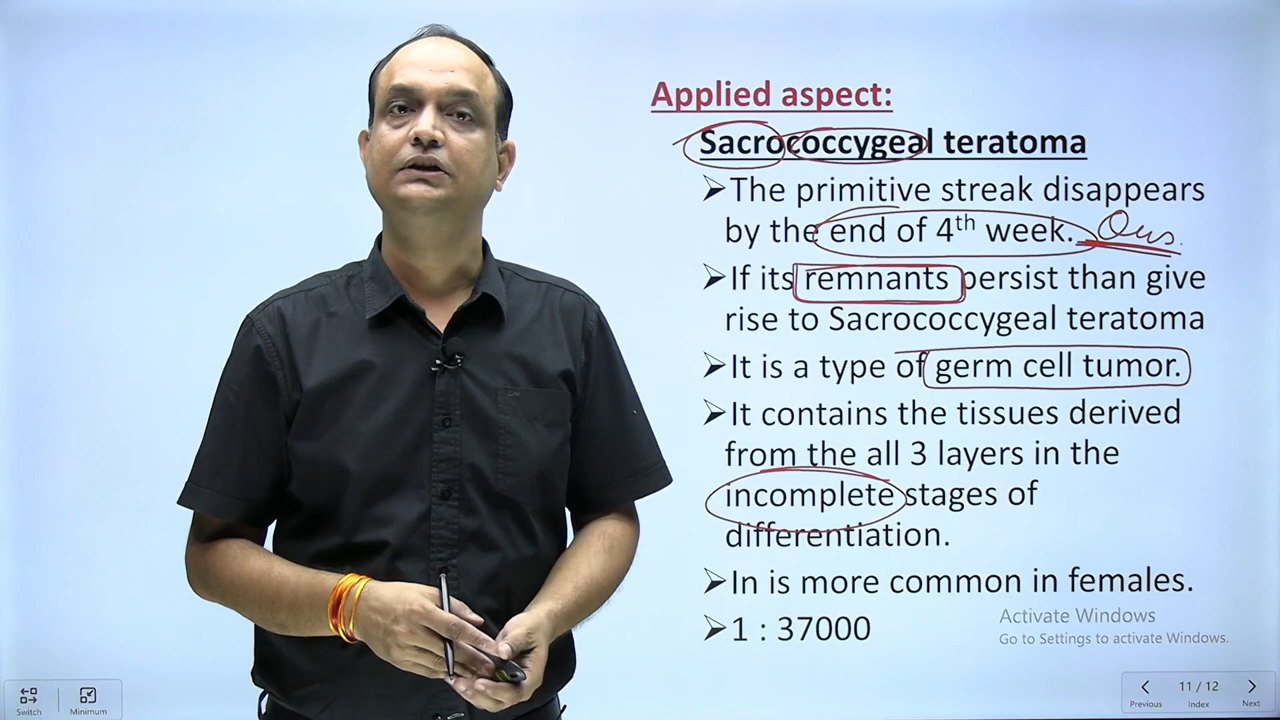 Applied aspect:
Sacrococcygeal teratoma
➢The primitive streak disappears
by the end of 4th week. Ques.
➢If its remnants persist than give
rise to Sacrococcygeal teratoma
➢It is a type of germ cell tumor.
➢It contains the tissues derived
from the all 3 layers in the
incomplete stages of
differentiation.
➢In is more common in females.
➢1 : 37000
Activate Windows
Go to Settings to activate Windows.
Switch
Minimum
Previous
11 / 12
Index
Next